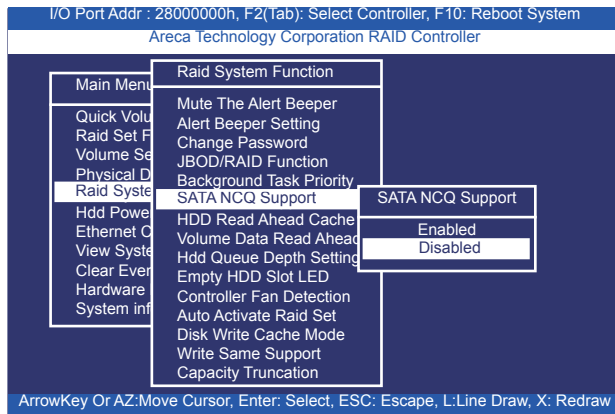 I/O Port Addr : 28000000h, F2(Tab): Select Controller, F10: Reboot System
Areca Technology Corporation RAID Controller
Main Menu
Quick Volu
Raid Set F
Volume Se
Physical D
Raid Syste
Hdd Powe
Ethernet C
View Syste
Clear Even
Hardware
System inf
Raid System Function
Mute The Alert Beeper
Alert Beeper Setting
Change Password
JBOD/RAID Function
Background Task Priority
SATA NCQ Support
HDD Read Ahead Cache
Volume Data Read Ahead
Hdd Queue Depth Setting
Empty HDD Slot LED
Controller Fan Detection
Auto Activate Raid Set
Disk Write Cache Mode
Write Same Support
Capacity Truncation
SATA NCQ Support
Enabled
Disabled
ArrowKey Or AZ:Move Cursor, Enter: Select, ESC: Escape, L:Line Draw, X: Redraw